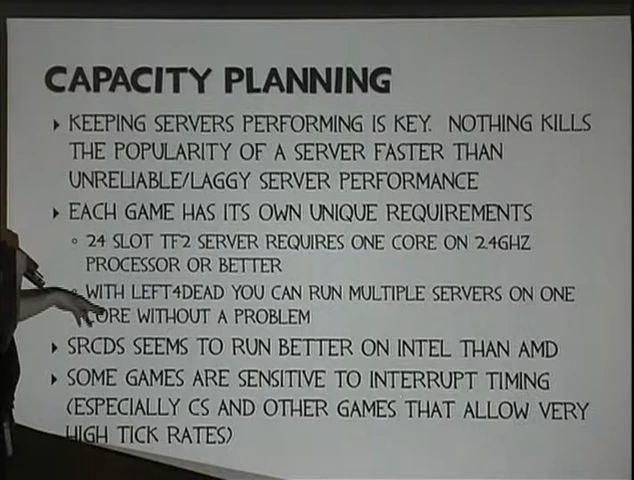 CAPACITY PLANNING
KEEPING SERVERS PERFORMING IS KEY. NOTHING KILLS
THE POPULARITY OF A SERVER FASTER THAN
UNRELIABLE/LAGGY SERVER PERFORMANCE
EACH GAME HAS ITS OWN UNIQUE REQUIREMENTS
24 SLOT TF2 SERVER REQUIRES ONE CORE ON 2.4GHZ
PROCESSOR OR BETTER
WITH LEFT4DEAD YOU CAN RUN MULTIPLE SERVERS ON ONE
CORE WITHOUT A PROBLEM
SRCDS SEEMS TO RUN BETTER ON INTEL THAN AMD
SOME GAMES ARE SENSITIVE TO INTERRUPT TIMING
(ESPECIALLY CS AND OTHER GAMES THAT ALLOW VERY
HIGH TICK RATES)